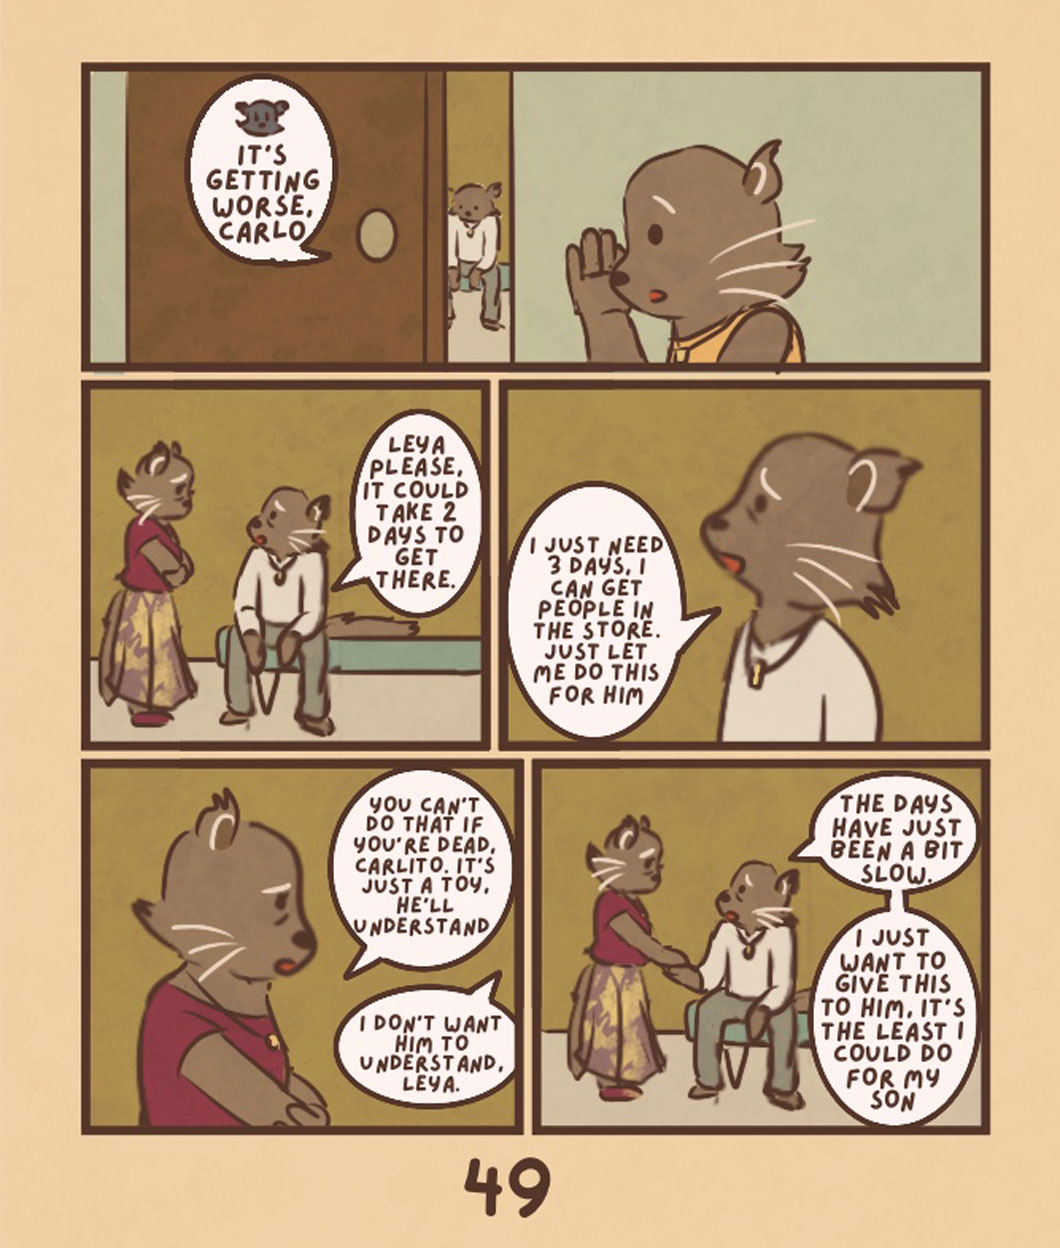 IT'S
GETTING
WORSE,
CARLO
LEYA
PLEASE,
IT COULD
TAKE 2
DAYS TO
GET
THERE.
I JUST NEED
3 DAYS, I
CAN GET
PEOPLE IN
THE STORE.
JUST LET
ME DO THIS
FOR HIM
YOU CAN'T
DO THAT IF
YOU'RE DEAD,
CARLITO. IT'S
JUST A TOY,
HE'LL
UNDERSTAND
I DON'T WANT
HIM TO
UNDERSTAND,
LEYA.
THE DAYS
HAVE JUST
BEEN A BIT
SLOW.
I JUST
WANT TO
GIVE THIS
TO HIM, IT'S
THE LEAST I
COULD DO
FOR MY
SON
49